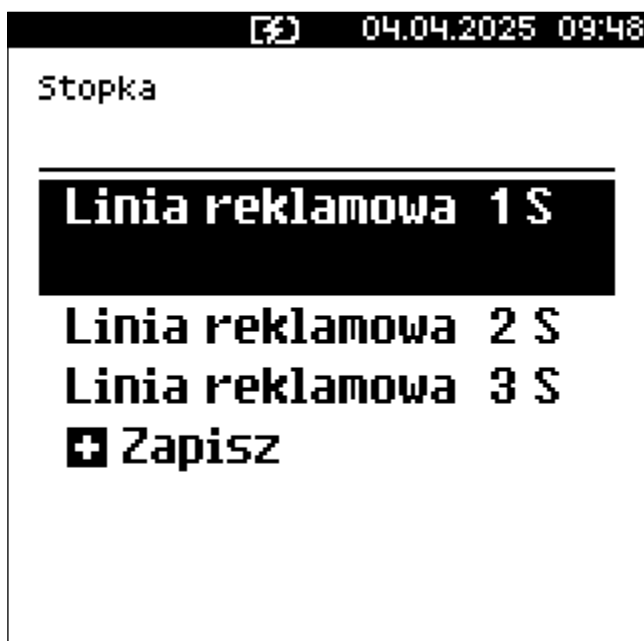 04.04.2025 09:48
Stopka
Linia reklamowa 1 S
Linia reklamowa 2 S
Linia reklamowa 3 S
Zapisz